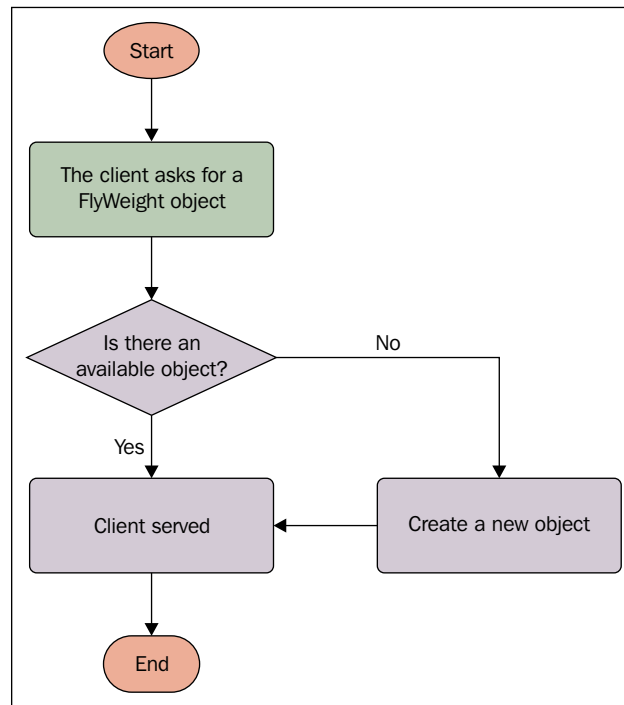 Start
The client asks for a
FlyWeight object
Is there an
available object?
No
Yes
Client served
Create a new object
End